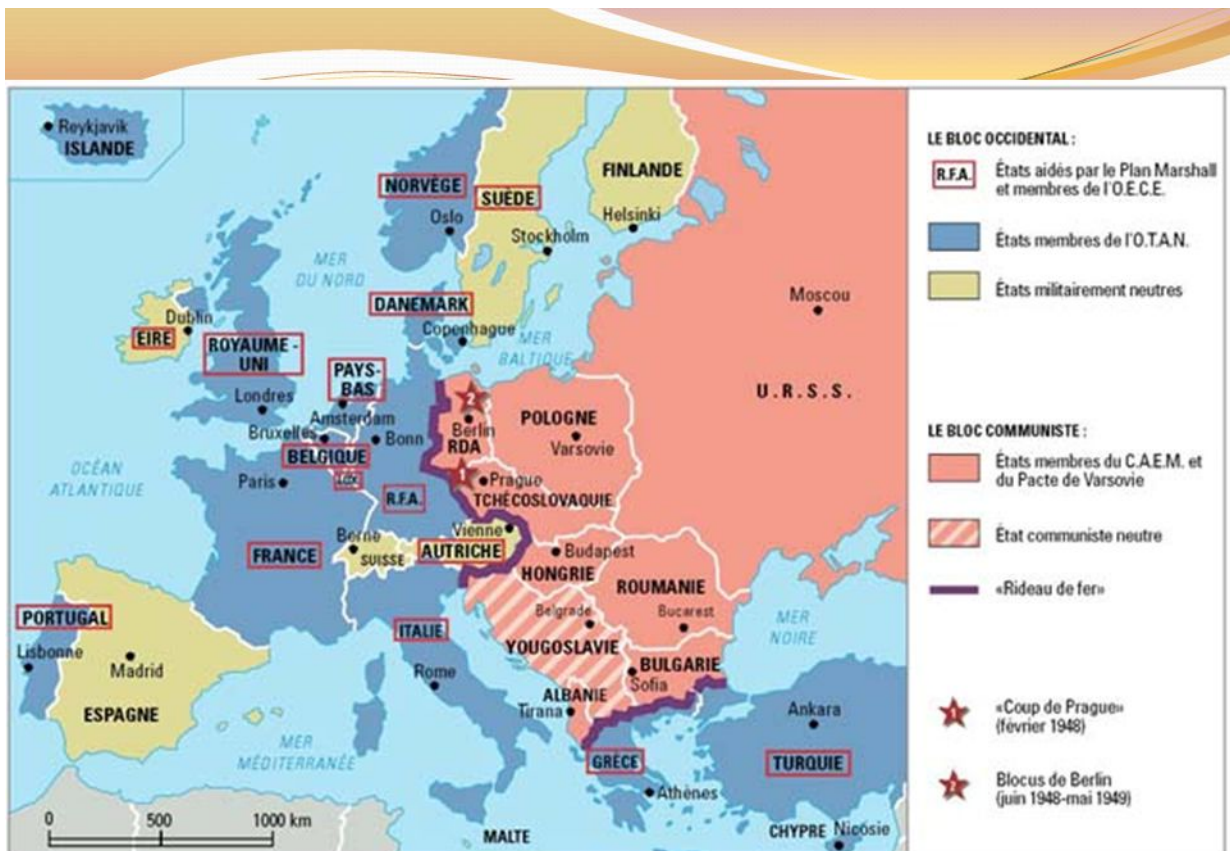 Reykjavik
ISLANDE
NORVÈGE
Oslo
SUÈDE
Stockholm
FINLANDE
Helsinki
MER
DU NORD
DANEMARK
Copenhague
MER
BALTIQUE
Moscou
U.R.S.S.
Dublin
EIRE
ROYAUME-
UNI
Londres
PAYS-
BAS
Amsterdam
Bruxelles
BELGIQUE
LUX.
Bonn
R.F.A.
2
Berlin
RDA
POLOGNE
Varsovie
1
Prague
TCHÉCOSLOVAQUIE
OCÉAN
ATLANTIQUE
Paris
FRANCE
Berne
SUISSE
Vienne
AUTRICHE
Budapest
HONGRIE
ROUMANIE
Bucarest
Belgrade
YOUGOSLAVIE
BULGARIE
Sofia
ALBANIE
Tirana
MER
NOIRE
PORTUGAL
Lisbonne
Madrid
ESPAGNE
ITALIE
Rome
MER
MÉDITERRANÉE
GRÈCE
Athènes
Ankara
TURQUIE
MALTE
CHYPRE
Nicosie
0
500
1000 km
LE BLOC OCCIDENTAL :
R.F.A.
États aidés par le Plan Marshall
et membres de l'O.E.C.E.
États membres de l'O.T.A.N.
États militairement neutres
LE BLOC COMMUNISTE :
États membres du C.A.E.M. et
du Pacte de Varsovie
État communiste neutre
«Rideau de fer»
1
«Coup de Prague»
(février 1948)
2
Blocus de Berlin
(juin 1948-mai 1949)